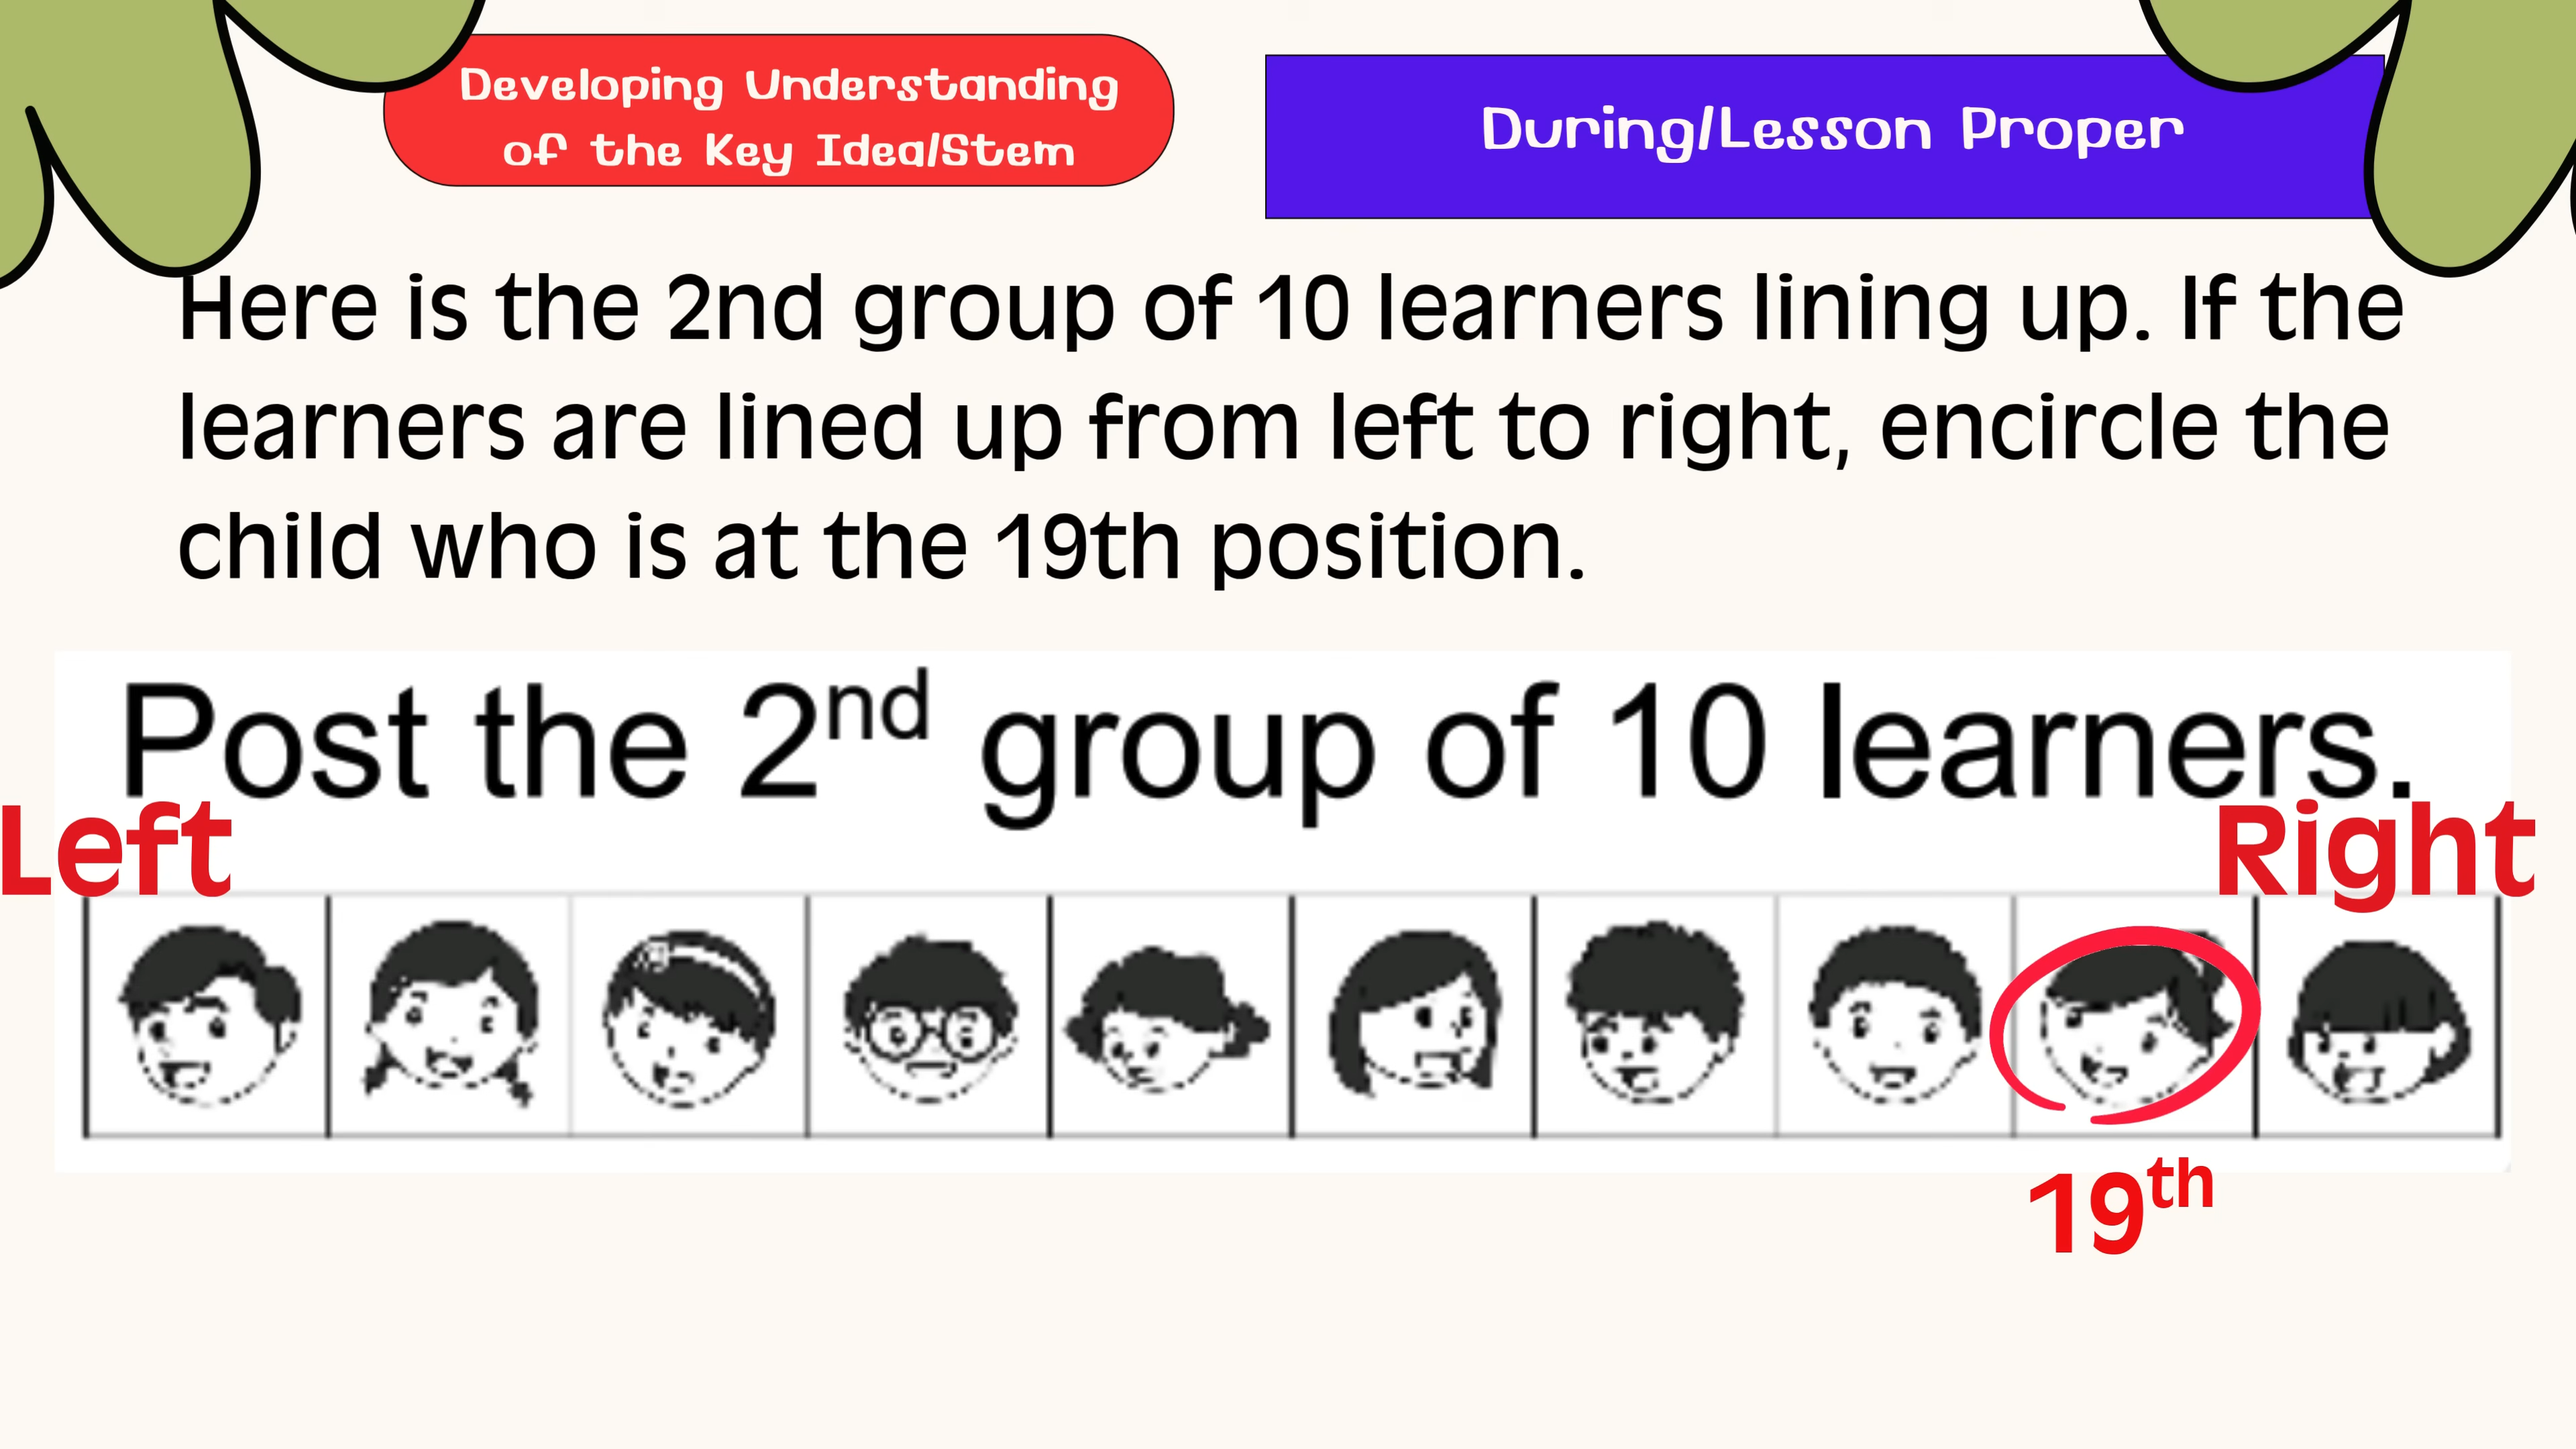 Developing Understanding
of the Key Idea/Stem
During/Lesson Proper
Here is the 2nd group of 10 learners lining up. If the
learners are lined up from left to right, encircle the
child who is at the 19th position.
Post the 2nd group of 10 learners.
Left
Right
19th